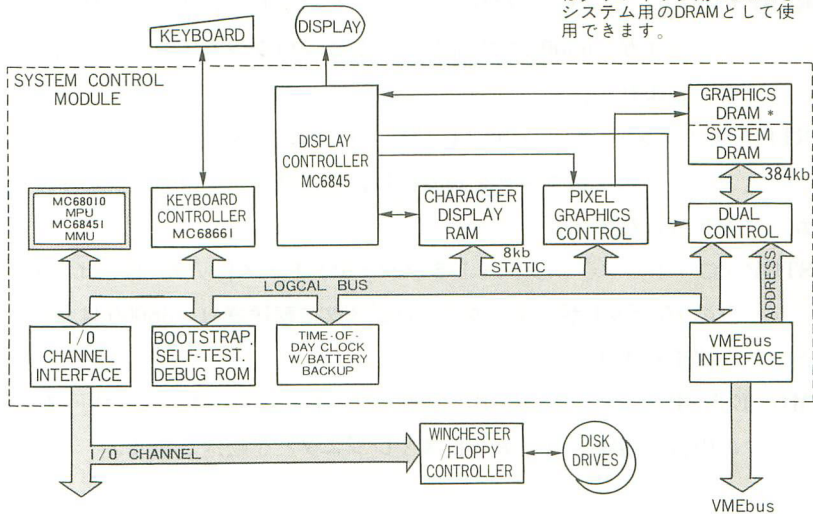 システム用のDRAMとして使
用できます。
KEYBOARD
DISPLAY
SYSTEM CONTROL
MODULE
DISPLAY
CONTROLLER
MC6845
GRAPHICS
DRAM *
SYSTEM
DRAM
384kb
MC68010
MPU
MC68451
MMU
KEYBOARD
CONTROLLER
MC68661
CHARACTER
DISPLAY
RAM
PIXEL
GRAPHICS
CONTROL
DUAL
CONTROL
8kb
STATIC
LOGCAL BUS
ADDRESS
I/O
CHANNEL
INTERFACE
BOOTSTRAP.
SELF-TEST.
DEBUG ROM
TIME-OF-
DAY CLOCK
W/BATTERY
BACKUP
VMEbus
INTERFACE
I/O CHANNEL
WINCHESTER
/FLOPPY
CONTROLLER
DISK
DRIVES
VMEbus